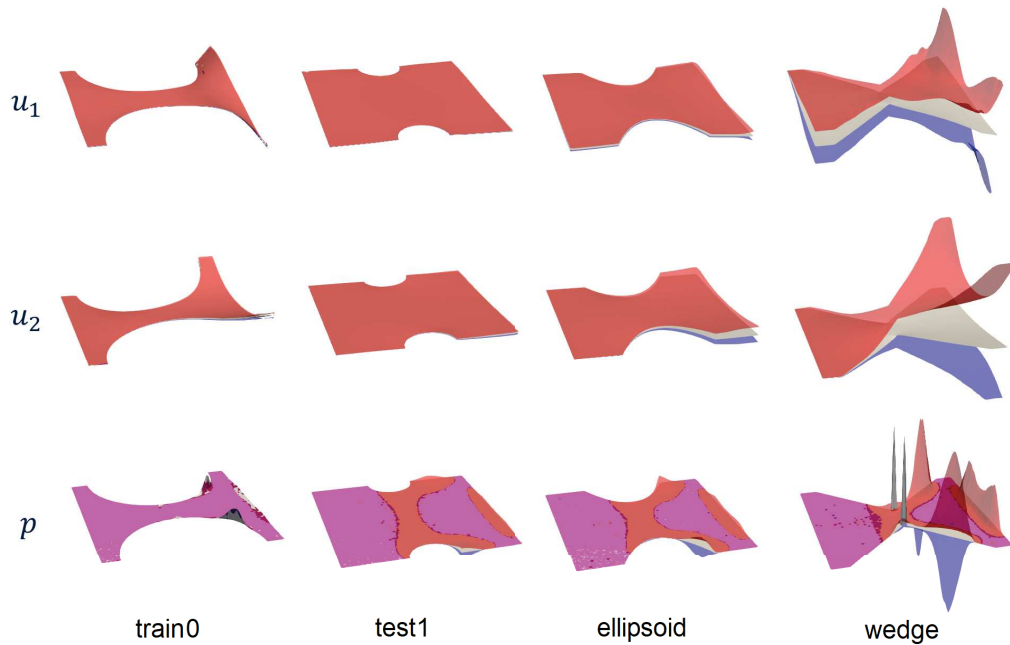 u₁
u₂
p
train0 test1 ellipsoid wedge